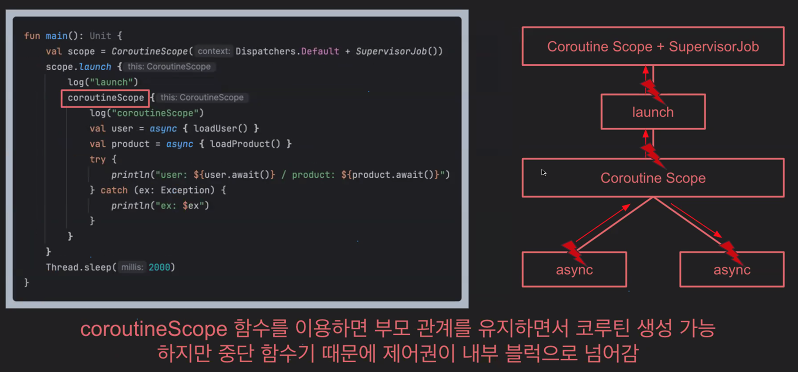 fun main(): Unit {
val scope = CoroutineScope( context: Dispatchers.Default + SupervisorJob())
scope.launch { this: CoroutineScope
log("launch")
coroutineScope { this: CoroutineScope
log("coroutineScope")
val user = async { loadUser() }
val product = async { loadProduct() }
try {
println("user: ${user.await()} / product: ${product.await()}")
} catch (ex: Exception) {
println("ex: $ex")
}
}
}
Thread.sleep( millis: 2000)
}
Coroutine Scope + SupervisorJob
launch
Coroutine Scope
async
async
coroutineScope 함수를 이용하면 부모 관계를 유지하면서 코루틴 생성 가능
하지만 중단 함수기 때문에 제어권이 내부 블럭으로 넘어감